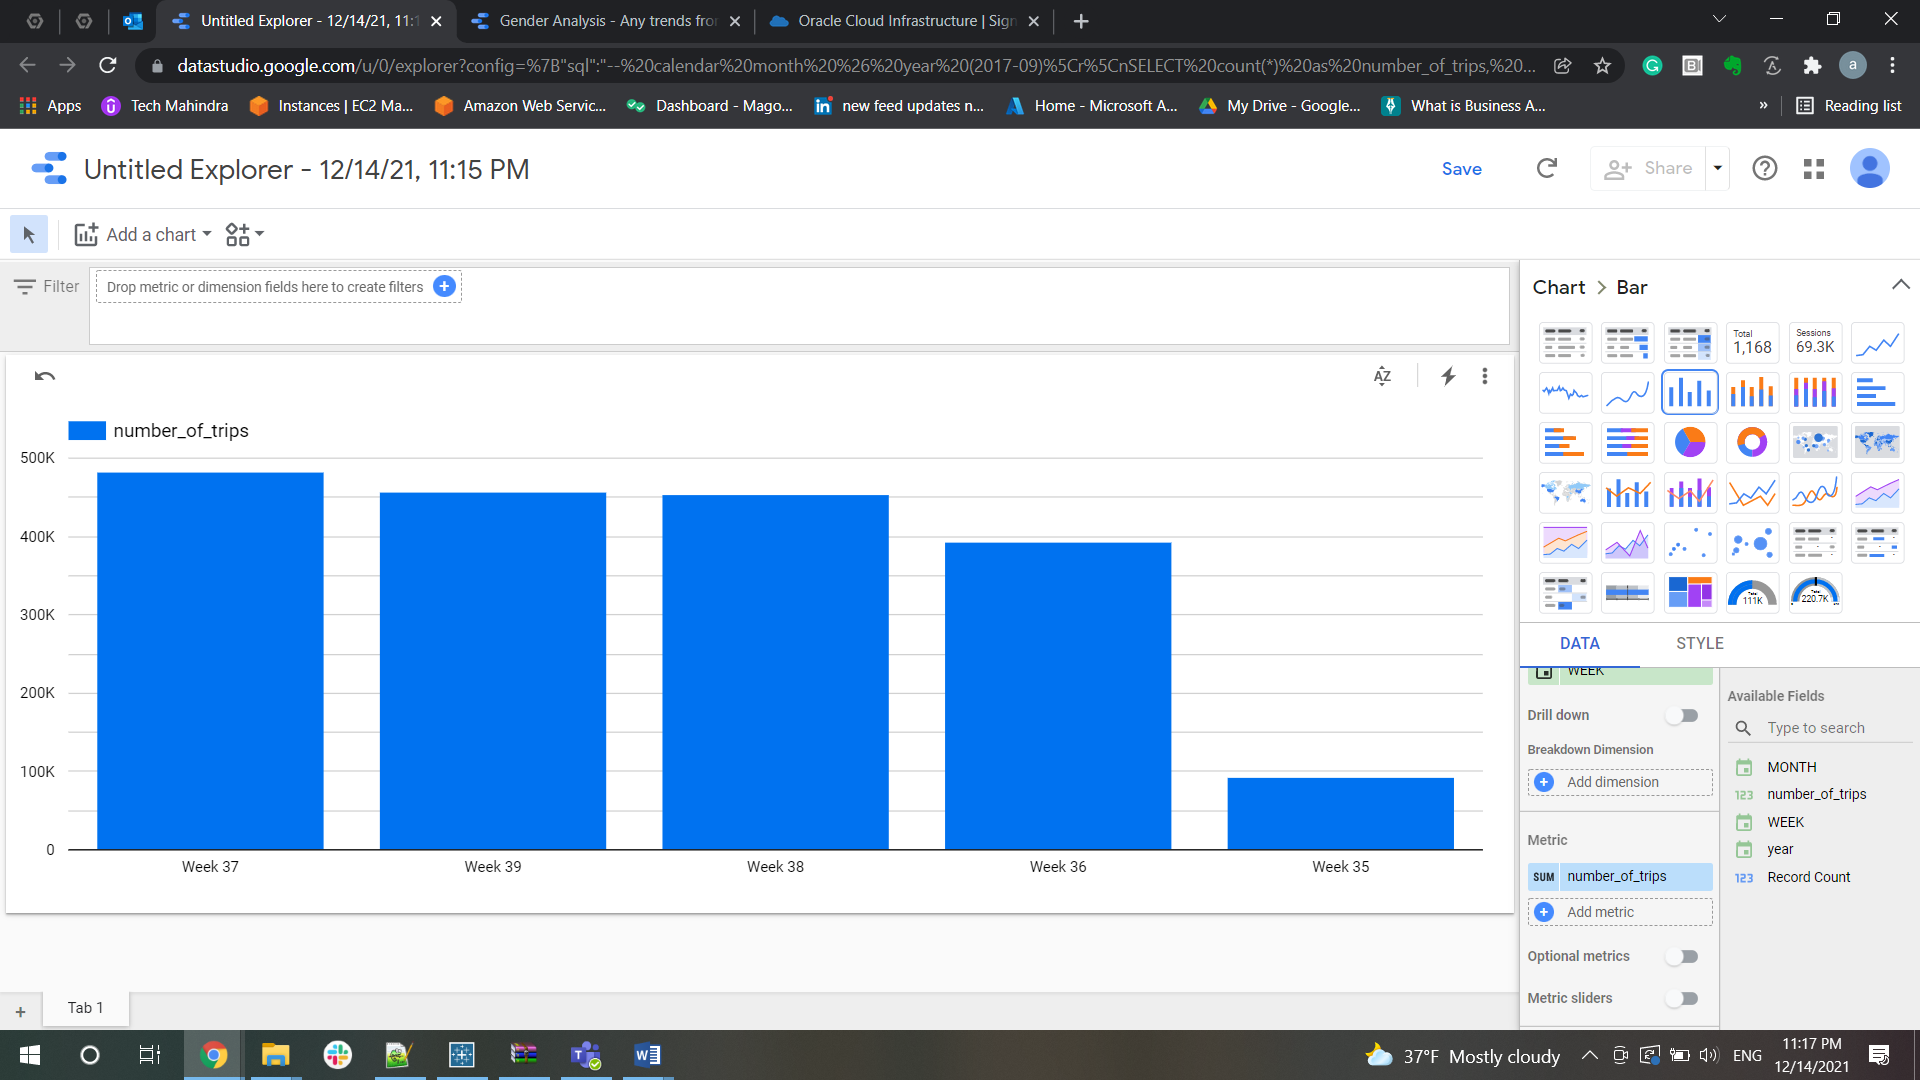 Untitled Explorer - 12/14/21, 11:1
Gender Analysis - Any trends fro
Oracle Cloud Infrastructure | Sign
datastudio.google.com/u/0/explorer?config=%7B"sql":"--%20calendar%20month%20%26%20year%20(2017-09)%5Cr%5CnSELECT%20count(*)%20as%20number_of_trips,%20...
a
Apps
Tech Mahindra
Instances | EC2 Ma...
Amazon Web Servic...
Dashboard - Mago...
new feed updates n...
Home - Microsoft A...
My Drive - Google...
What is Business A...
»
Reading list
Untitled Explorer - 12/14/21, 11:15 PM
Save
Share
Add a chart
Filter
Drop metric or dimension fields here to create filters
number_of_trips
500K
400K
300K
200K
100K
0
Week 37
Week 39
Week 38
Week 36
Week 35
Tab 1
Chart > Bar
Total
1,168
Sessions
69.3K
Total
111K
Total
220.7K
DATA
STYLE
WEEK
Drill down
Breakdown Dimension
Add dimension
Metric
SUM number_of_trips
Add metric
Optional metrics
Metric sliders
Available Fields
Type to search
MONTH
123 number_of_trips
WEEK
year
123 Record Count
37°F Mostly cloudy
ENG
11:17 PM
12/14/2021